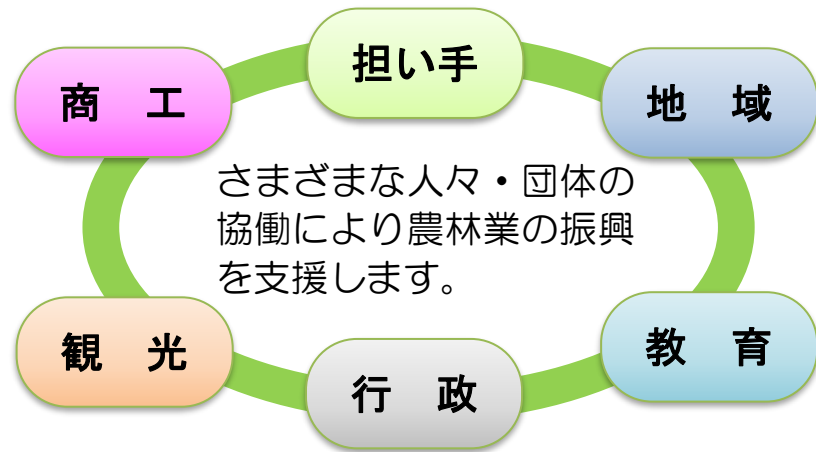 担い手
商　工
地　域
さまざまな人々・団体の
協働により農林業の振興
を支援します。
観　光
教　育
行　政